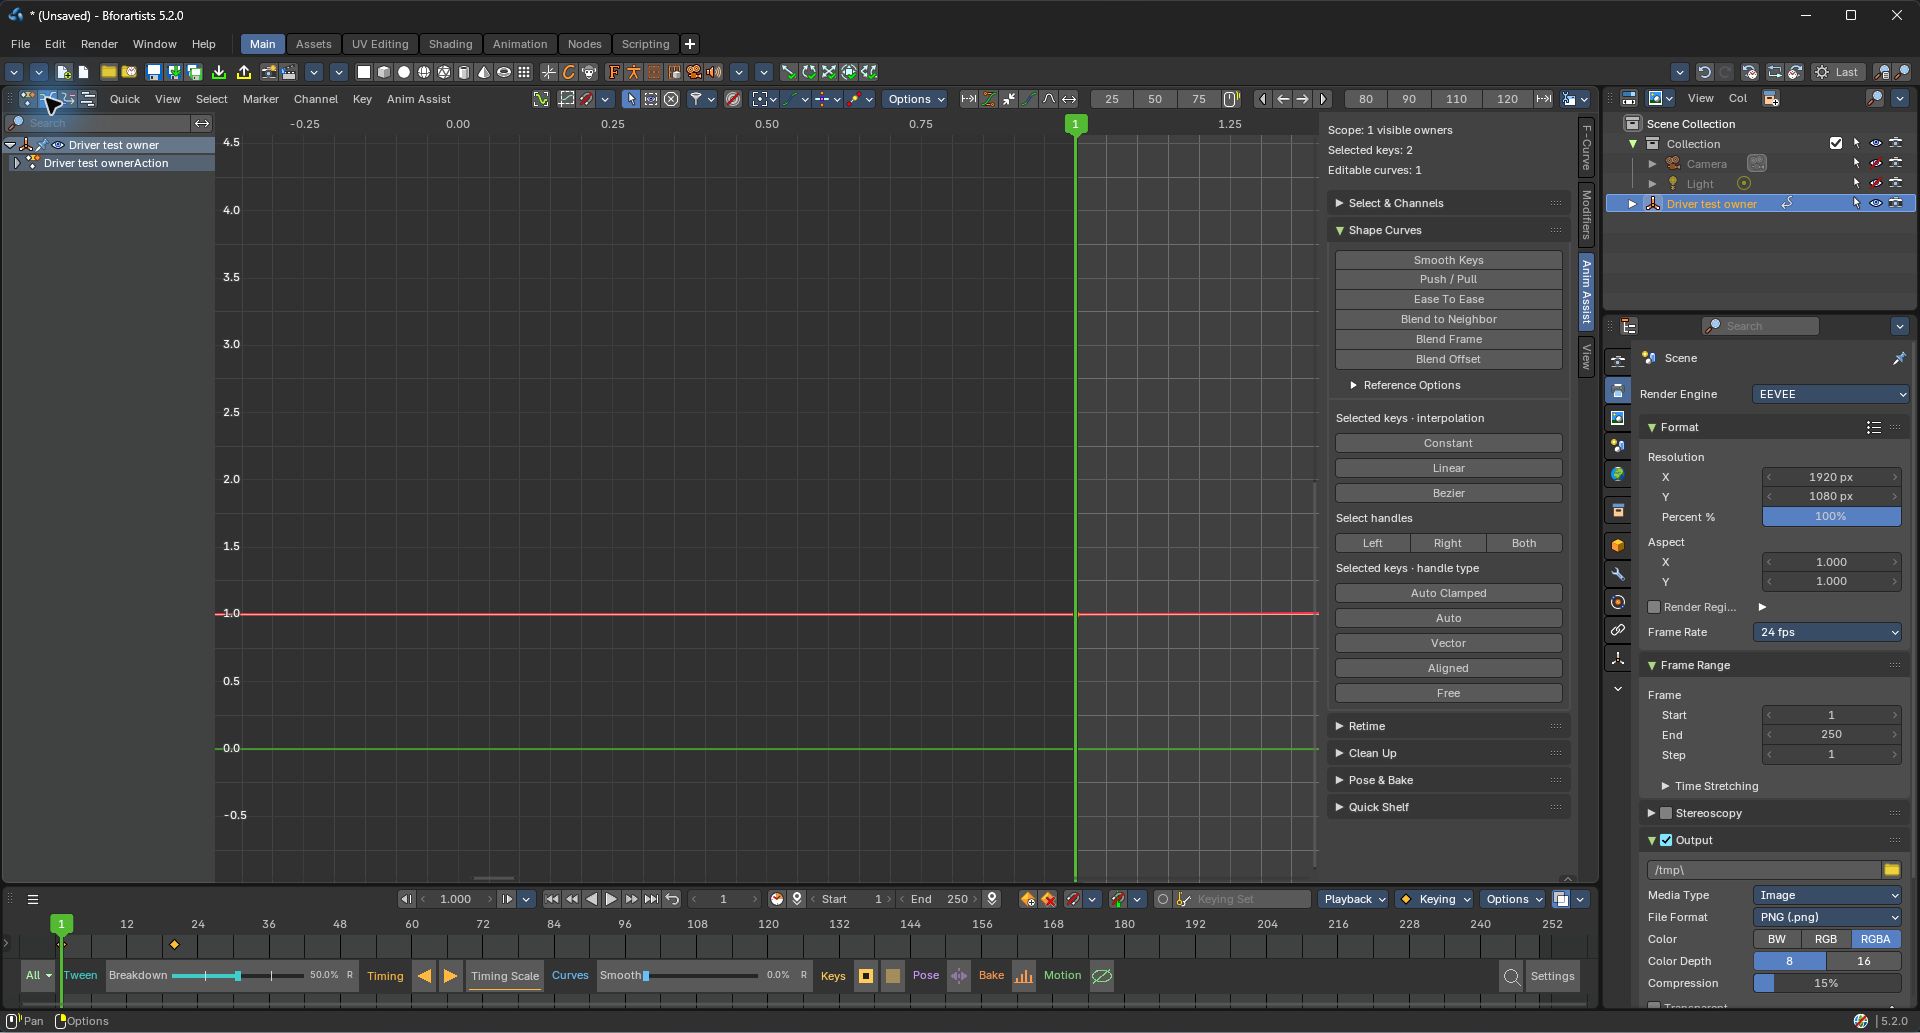 * (Unsaved) - Bforartists 5.2.0
File Edit Render Window Help Main Assets UV Editing Shading Animation Nodes Scripting
Last
Quick View Select Marker Channel Key Anim Assist Options 25 50 75 80 90 110 120
View Col
Search
-0.25 0.00 0.25 0.50 0.75 1 1.25
Driver test owner
Driver test ownerAction
4.5
4.0
3.5
3.0
2.5
2.0
1.5
1.0
0.5
0.0
-0.5
Scope: 1 visible owners
Selected keys: 2
Editable curves: 1
Select & Channels
Shape Curves
Smooth Keys
Push / Pull
Ease To Ease
Blend to Neighbor
Blend Frame
Blend Offset
Reference Options
Selected keys · interpolation
Constant
Linear
Bezier
Select handles
Left Right Both
Selected keys · handle type
Auto Clamped
Auto
Vector
Aligned
Free
Retime
Clean Up
Pose & Bake
Quick Shelf
F-Curve
Modifiers
Anim Assist
View
Scene Collection
Collection
Camera
Light
Driver test owner
Search
Scene
Render Engine EEVEE
Format
Resolution
X 1920 px
Y 1080 px
Percent % 100%
Aspect
X 1.000
Y 1.000
Render Regi...
Frame Rate 24 fps
Frame Range
Frame
Start 1
End 250
Step 1
Time Stretching
Stereoscopy
Output
/tmp\
Media Type Image
File Format PNG (.png)
Color BW RGB RGBA
Color Depth 8 16
Compression 15%
1.000 1 Start 1 End 250 Keying Set Playback Keying Options
1 12 24 36 48 60 72 84 96 108 120 132 144 156 168 180 192 204 216 228 240 252
All Tween Breakdown 50.0% R Timing Timing Scale Curves Smooth 0.0% R Keys Pose Bake Motion Settings
Pan Options
5.2.0